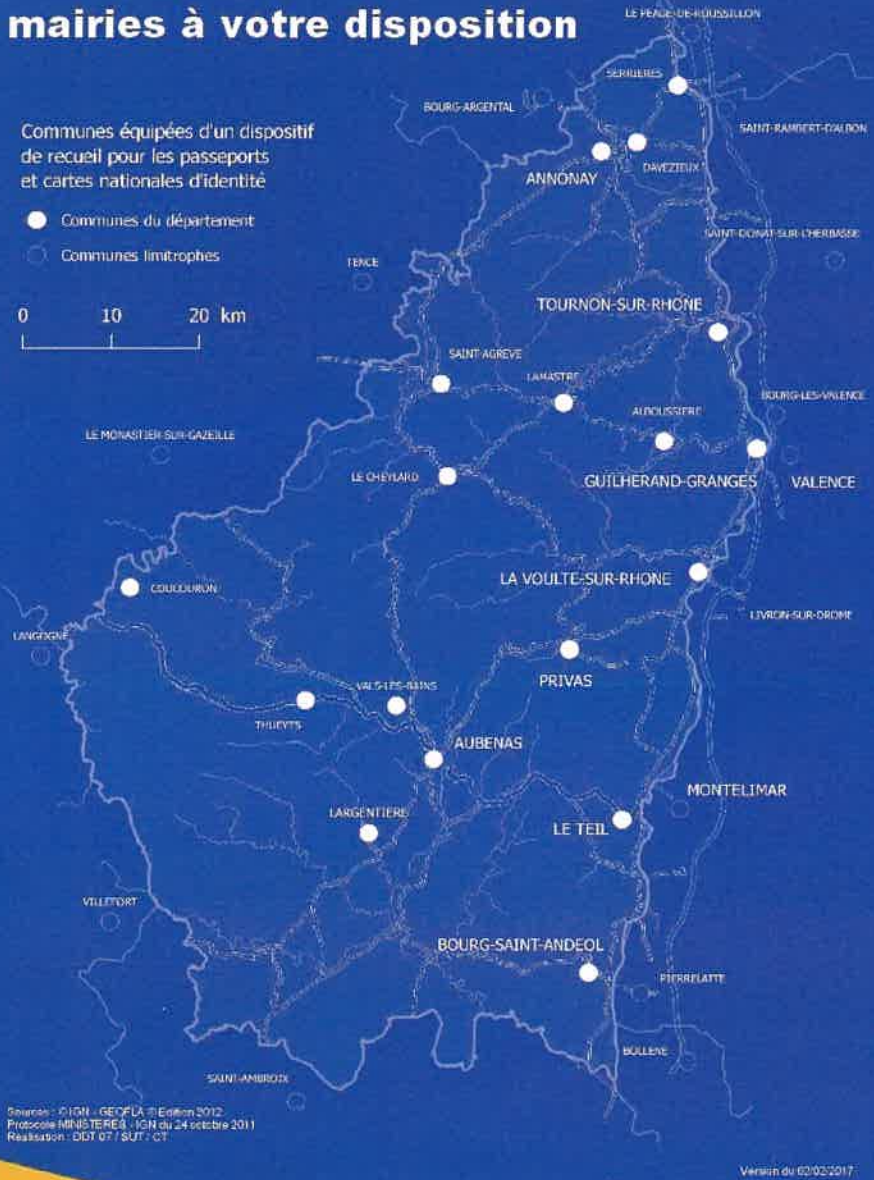 mairies à votre disposition
LE PEAGE-DE-ROUSSILLON
SERRIERES
BOURG-ARGENTAL
Communes équipées d'un dispositif
de recueil pour les passeports
et cartes nationales d'identité
SAINT-RAMBERT-D'ALBON
DAVEZIEUX
ANNONAY
Communes du département
SAINT-DONAT-SUR-L'HERBASSE
Communes limitrophes
TENCE
TOURNON-SUR-RHONE
0 10 20 km
SAINT-AGREVE
LAMASTRE
BOURG-LES-VALENCE
ALBOUSSIERE
LE MONASTIER-SUR-GAZEILLE
LE CHEYLARD
GUILHERAND-GRANGES
VALENCE
LA VOULTE-SUR-RHONE
COUCOURON
LIVRON-SUR-DROME
LANGOGNE
PRIVAS
VALS-LES-BAINS
THUEYTS
AUBENAS
MONTELIMAR
LARGENTIERE
LE TEIL
VILLEFORT
BOURG-SAINT-ANDEOL
PIERRELATTE
BOLLENE
SAINT-AMBROIX
Sources : © IGN - GEOFLA ® Edition 2012
Protocole MINISTERES - IGN du 24 octobre 2011
Réalisation : DDT 07 / SUT / CT
Version du 02/02/2017